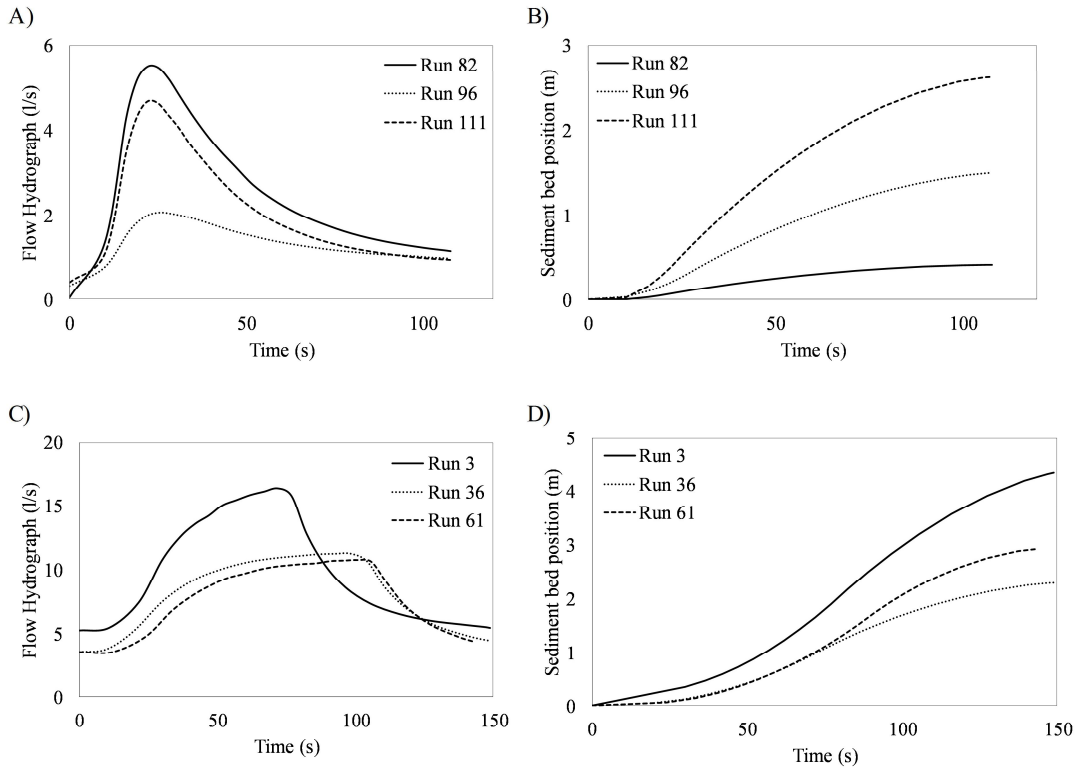 A)
Flow Hydrograph (l/s)
6
4
2
0
0 50 100
Time (s)
Run 82
Run 96
Run 111
B)
Sediment bed position (m)
3
2
1
0
0 50 100
Time (s)
Run 82
Run 96
Run 111
C)
Flow Hydrograph (l/s)
20
15
10
5
0
0 50 100 150
Time (s)
Run 3
Run 36
Run 61
D)
Sediment bed position (m)
5
4
3
2
1
0
0 50 100 150
Time (s)
Run 3
Run 36
Run 61